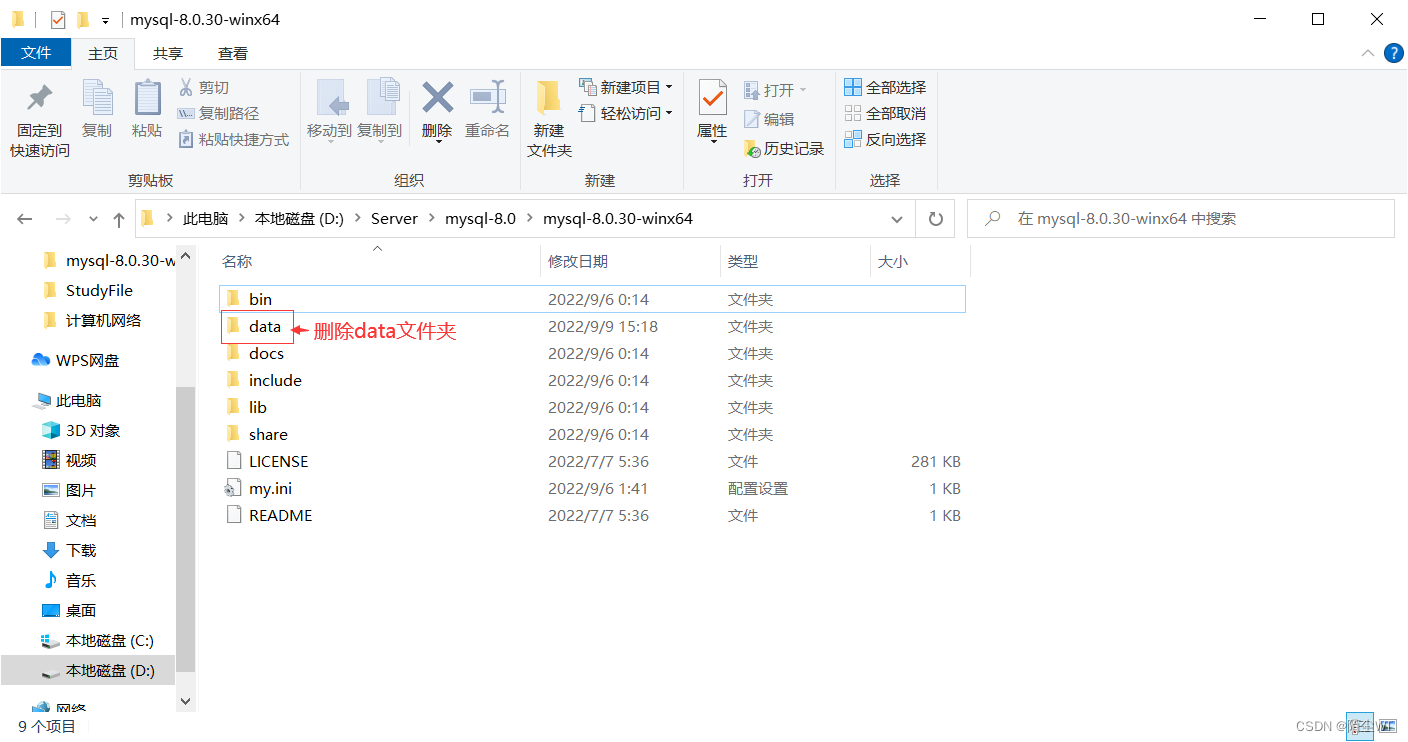 mysql-8.0.30-winx64
文件 主页 共享 查看
固定到
快速访问
复制
粘贴
剪切
复制路径
粘贴快捷方式
剪贴板
移动到
复制到
删除
重命名
组织
新建
文件夹
新建项目
轻松访问
新建
属性
打开
编辑
历史记录
打开
全部选择
全部取消
反向选择
选择
此电脑 本地磁盘 (D:) Server mysql-8.0 mysql-8.0.30-winx64
在 mysql-8.0.30-winx64 中搜索
mysql-8.0.30-w
StudyFile
计算机网络
WPS网盘
此电脑
3D 对象
视频
图片
文档
下载
音乐
桌面
本地磁盘 (C:)
本地磁盘 (D:)
网络
名称 修改日期 类型 大小
bin 2022/9/6 0:14 文件夹
data 2022/9/9 15:18 文件夹
删除data文件夹
docs 2022/9/6 0:14 文件夹
include 2022/9/6 0:14 文件夹
lib 2022/9/6 0:14 文件夹
share 2022/9/6 0:14 文件夹
LICENSE 2022/7/7 5:36 文件 281 KB
my.ini 2022/9/6 1:41 配置设置 1 KB
README 2022/7/7 5:36 文件 1 KB
9 个项目
CSDN